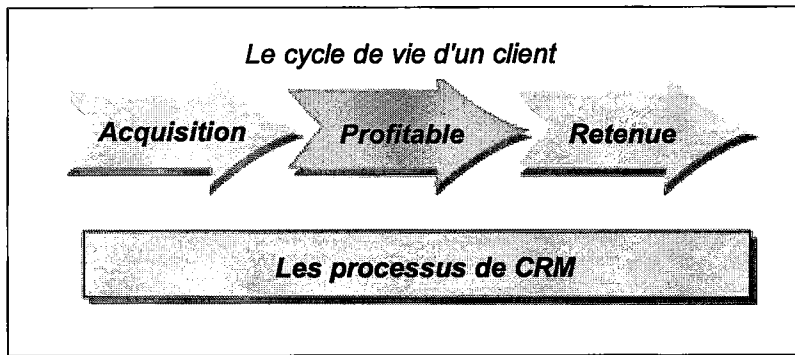 Le cycle de vie d'un client
Acquisition
Profitable
Retenue
Les processus de CRM